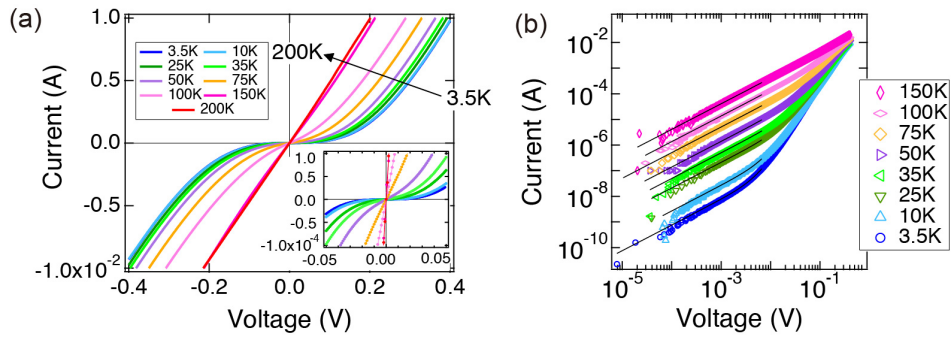 (a)
1.0
0.5
0.0
-0.5
-1.0x10⁻²
Current (A)
3.5K 10K
25K 35K
50K 75K
100K 150K
200K
200K
3.5K
1.0
0.5
0.0
-0.5
-1.0x10⁻⁴
-0.05 0.0 0.05
-0.4 -0.2 0.0 0.2 0.4
Voltage (V)
(b)
10⁻²
10⁻⁴
10⁻⁶
10⁻⁸
10⁻¹⁰
Current (A)
10⁻⁵ 10⁻³ 10⁻¹
Voltage (V)
150K
100K
75K
50K
35K
25K
10K
3.5K